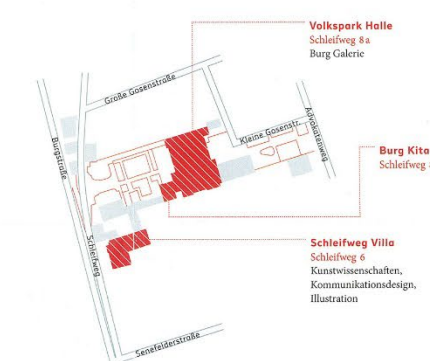 Volkspark Halle
Schleifweg 8a
Burg Galerie
Große Gosenstraße
Kleine Gosenstr.
Advokatenweg
Burgstraße
Burg Kita
Schleifweg
Schleifweg
Schleifweg Villa
Schleifweg 6
Kunstwissenschaften,
Kommunikationsdesign,
Illustration
Senefelderstraße